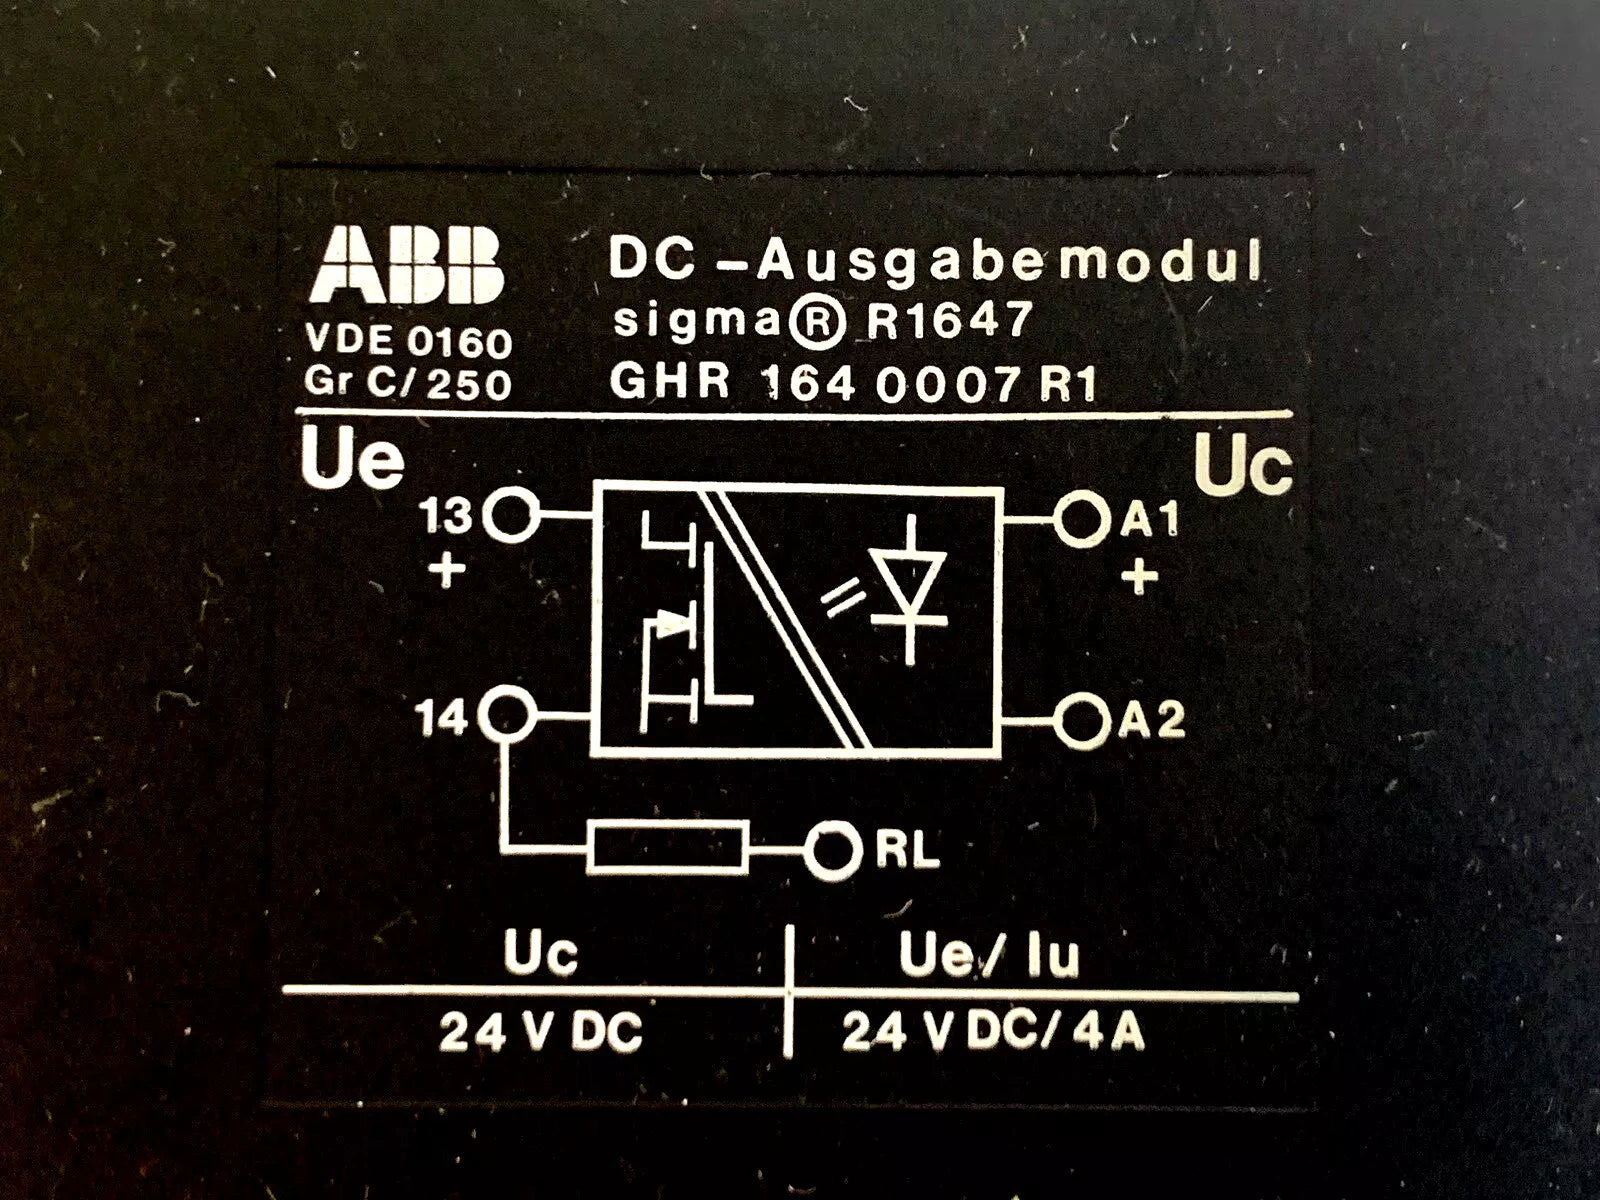 ABB
DC -Ausgabemodul
sigma® R1647
VDE 0160
Gr C/250
GHR 164 0007 R1
Ue
Uc
13
+
A1
+
14
A2
RL
Uc
Ue/Iu
24 V DC
24 V DC/4A